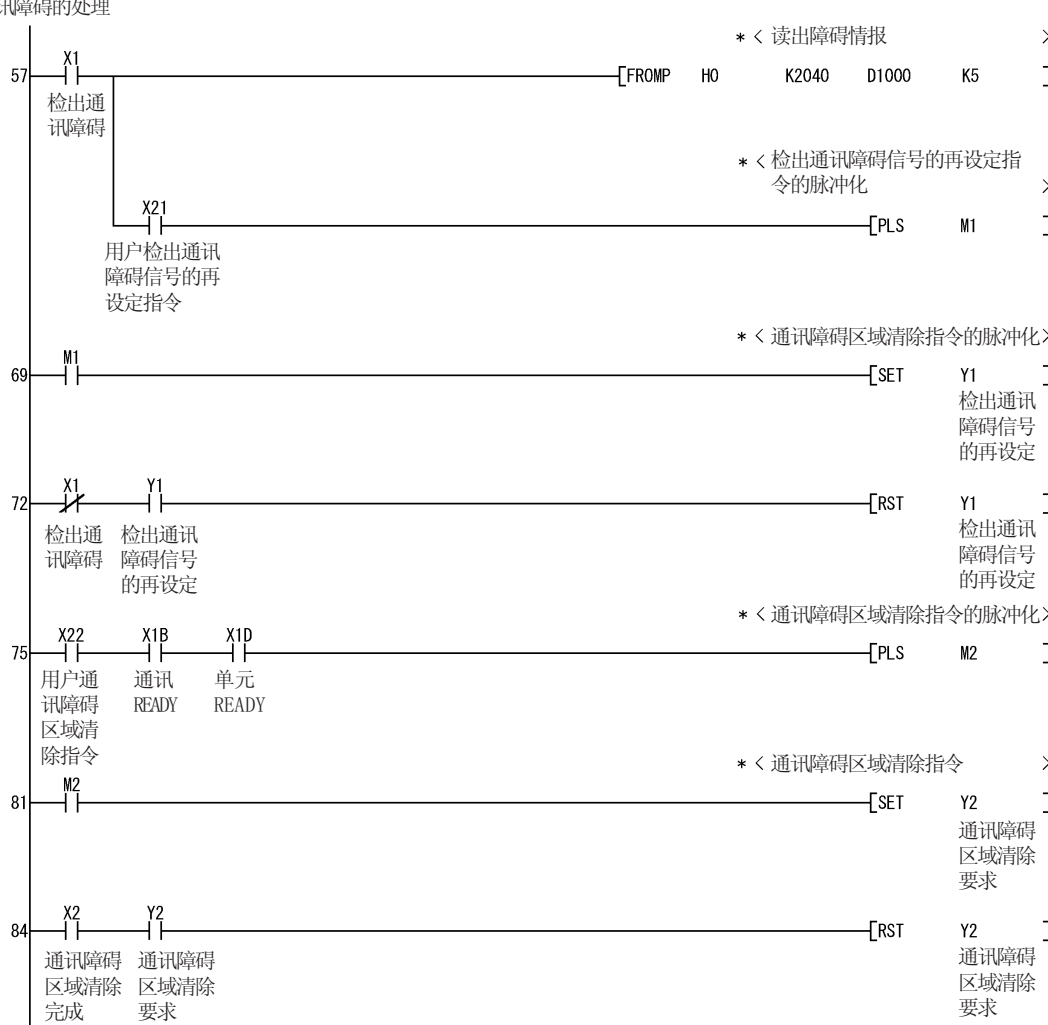 讯障碍的处理
*< 读出障碍情报 >
X1
57
[FROMP H0 K2040 D1000 K5 ]
检出通
讯障碍
*< 检出通讯障碍信号的再设定指
令的脉冲化 >
X21
[PLS M1 ]
用户检出通讯
障碍信号的再
设定指令
*< 通讯障碍区域清除指令的脉冲化>
M1
69
[SET Y1 ]
检出通讯
障碍信号
的再设定
X1 Y1
72
[RST Y1 ]
检出通
讯障碍
检出通讯
障碍信号
的再设定
检出通讯
障碍信号
的再设定
*< 通讯障碍区域清除指令的脉冲化>
X22 X1B X1D
75
[PLS M2 ]
用户通
讯障碍
区域清
除指令
通讯
READY
单元
READY
*< 通讯障碍区域清除指令 >
M2
81
[SET Y2 ]
通讯障碍
区域清除
要求
X2 Y2
84
[RST Y2 ]
通讯障碍
区域清除
完成
通讯障碍
区域清除
要求
通讯障碍
区域清除
要求